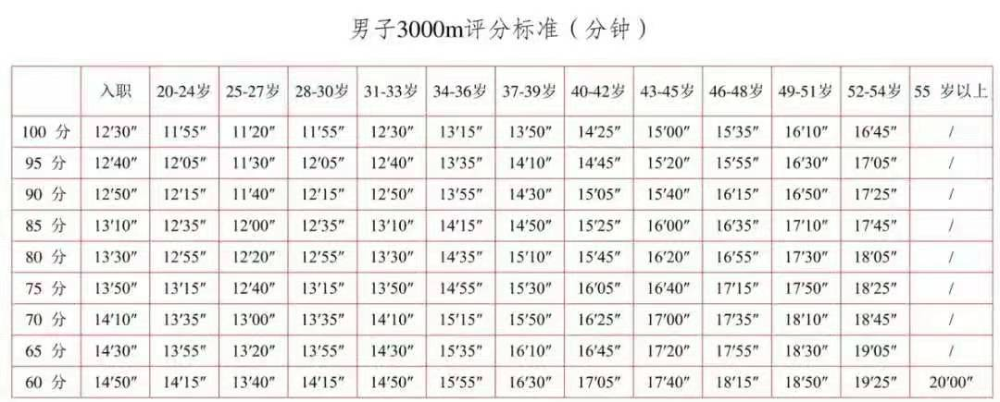 男子3000m评分标准（分钟）
入职 20-24岁 25-27岁 28-30岁 31-33岁 34-36岁 37-39岁 40-42岁 43-45岁 46-48岁 49-51岁 52-54岁 55 岁以上
100 分 12′30″ 11′55″ 11′20″ 11′55″ 12′30″ 13′15″ 13′50″ 14′25″ 15′00″ 15′35″ 16′10″ 16′45″ /
95 分 12′40″ 12′05″ 11′30″ 12′05″ 12′40″ 13′35″ 14′10″ 14′45″ 15′20″ 15′55″ 16′30″ 17′05″ /
90 分 12′50″ 12′15″ 11′40″ 12′15″ 12′50″ 13′55″ 14′30″ 15′05″ 15′40″ 16′15″ 16′50″ 17′25″ /
85 分 13′10″ 12′35″ 12′00″ 12′35″ 13′10″ 14′15″ 14′50″ 15′25″ 16′00″ 16′35″ 17′10″ 17′45″ /
80 分 13′30″ 12′55″ 12′20″ 12′55″ 13′30″ 14′35″ 15′10″ 15′45″ 16′20″ 16′55″ 17′30″ 18′05″ /
75 分 13′50″ 13′15″ 12′40″ 13′15″ 13′50″ 14′55″ 15′30″ 16′05″ 16′40″ 17′15″ 17′50″ 18′25″ /
70 分 14′10″ 13′35″ 13′00″ 13′35″ 14′10″ 15′15″ 15′50″ 16′25″ 17′00″ 17′35″ 18′10″ 18′45″ /
65 分 14′30″ 13′55″ 13′20″ 13′55″ 14′30″ 15′35″ 16′10″ 16′45″ 17′20″ 17′55″ 18′30″ 19′05″ /
60 分 14′50″ 14′15″ 13′40″ 14′15″ 14′50″ 15′55″ 16′30″ 17′05″ 17′40″ 18′15″ 18′50″ 19′25″ 20′00″